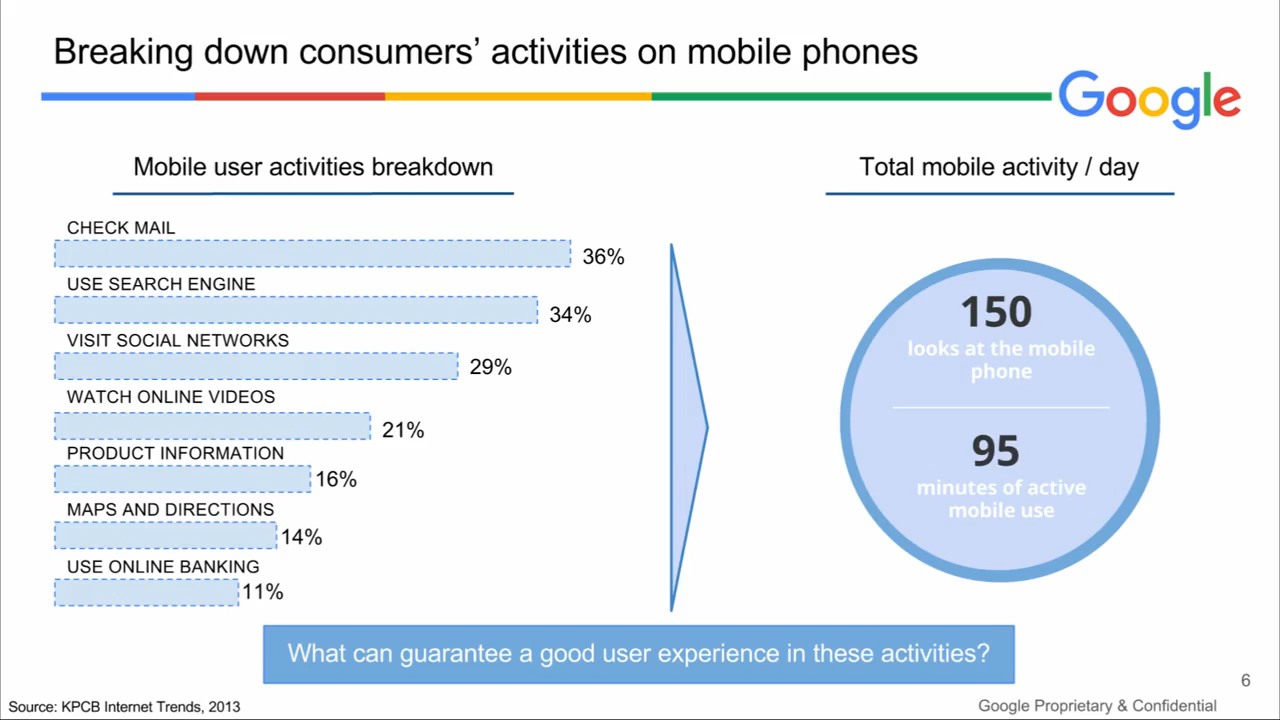 Breaking down consumers’ activities on mobile phones
Google
Mobile user activities breakdown
CHECK MAIL
36%
USE SEARCH ENGINE
34%
VISIT SOCIAL NETWORKS
29%
WATCH ONLINE VIDEOS
21%
PRODUCT INFORMATION
16%
MAPS AND DIRECTIONS
14%
USE ONLINE BANKING
11%
Total mobile activity / day
150
looks at the mobile
phone
95
minutes of active
mobile use
What can guarantee a good user experience in these activities?
6
Source: KPCB Internet Trends, 2013
Google Proprietary & Confidential